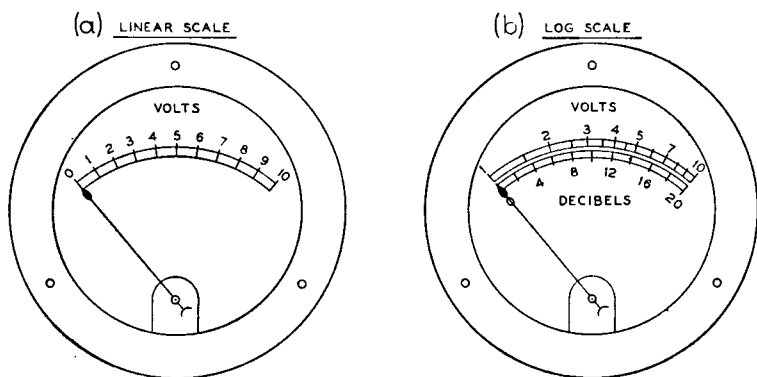 (a) LINEAR SCALE
VOLTS
0 1 2 3 4 5 6 7 8 9 10
(b) LOG SCALE
VOLTS
2 3 4 5 7 10
4 8 12 16 20
DECIBELS